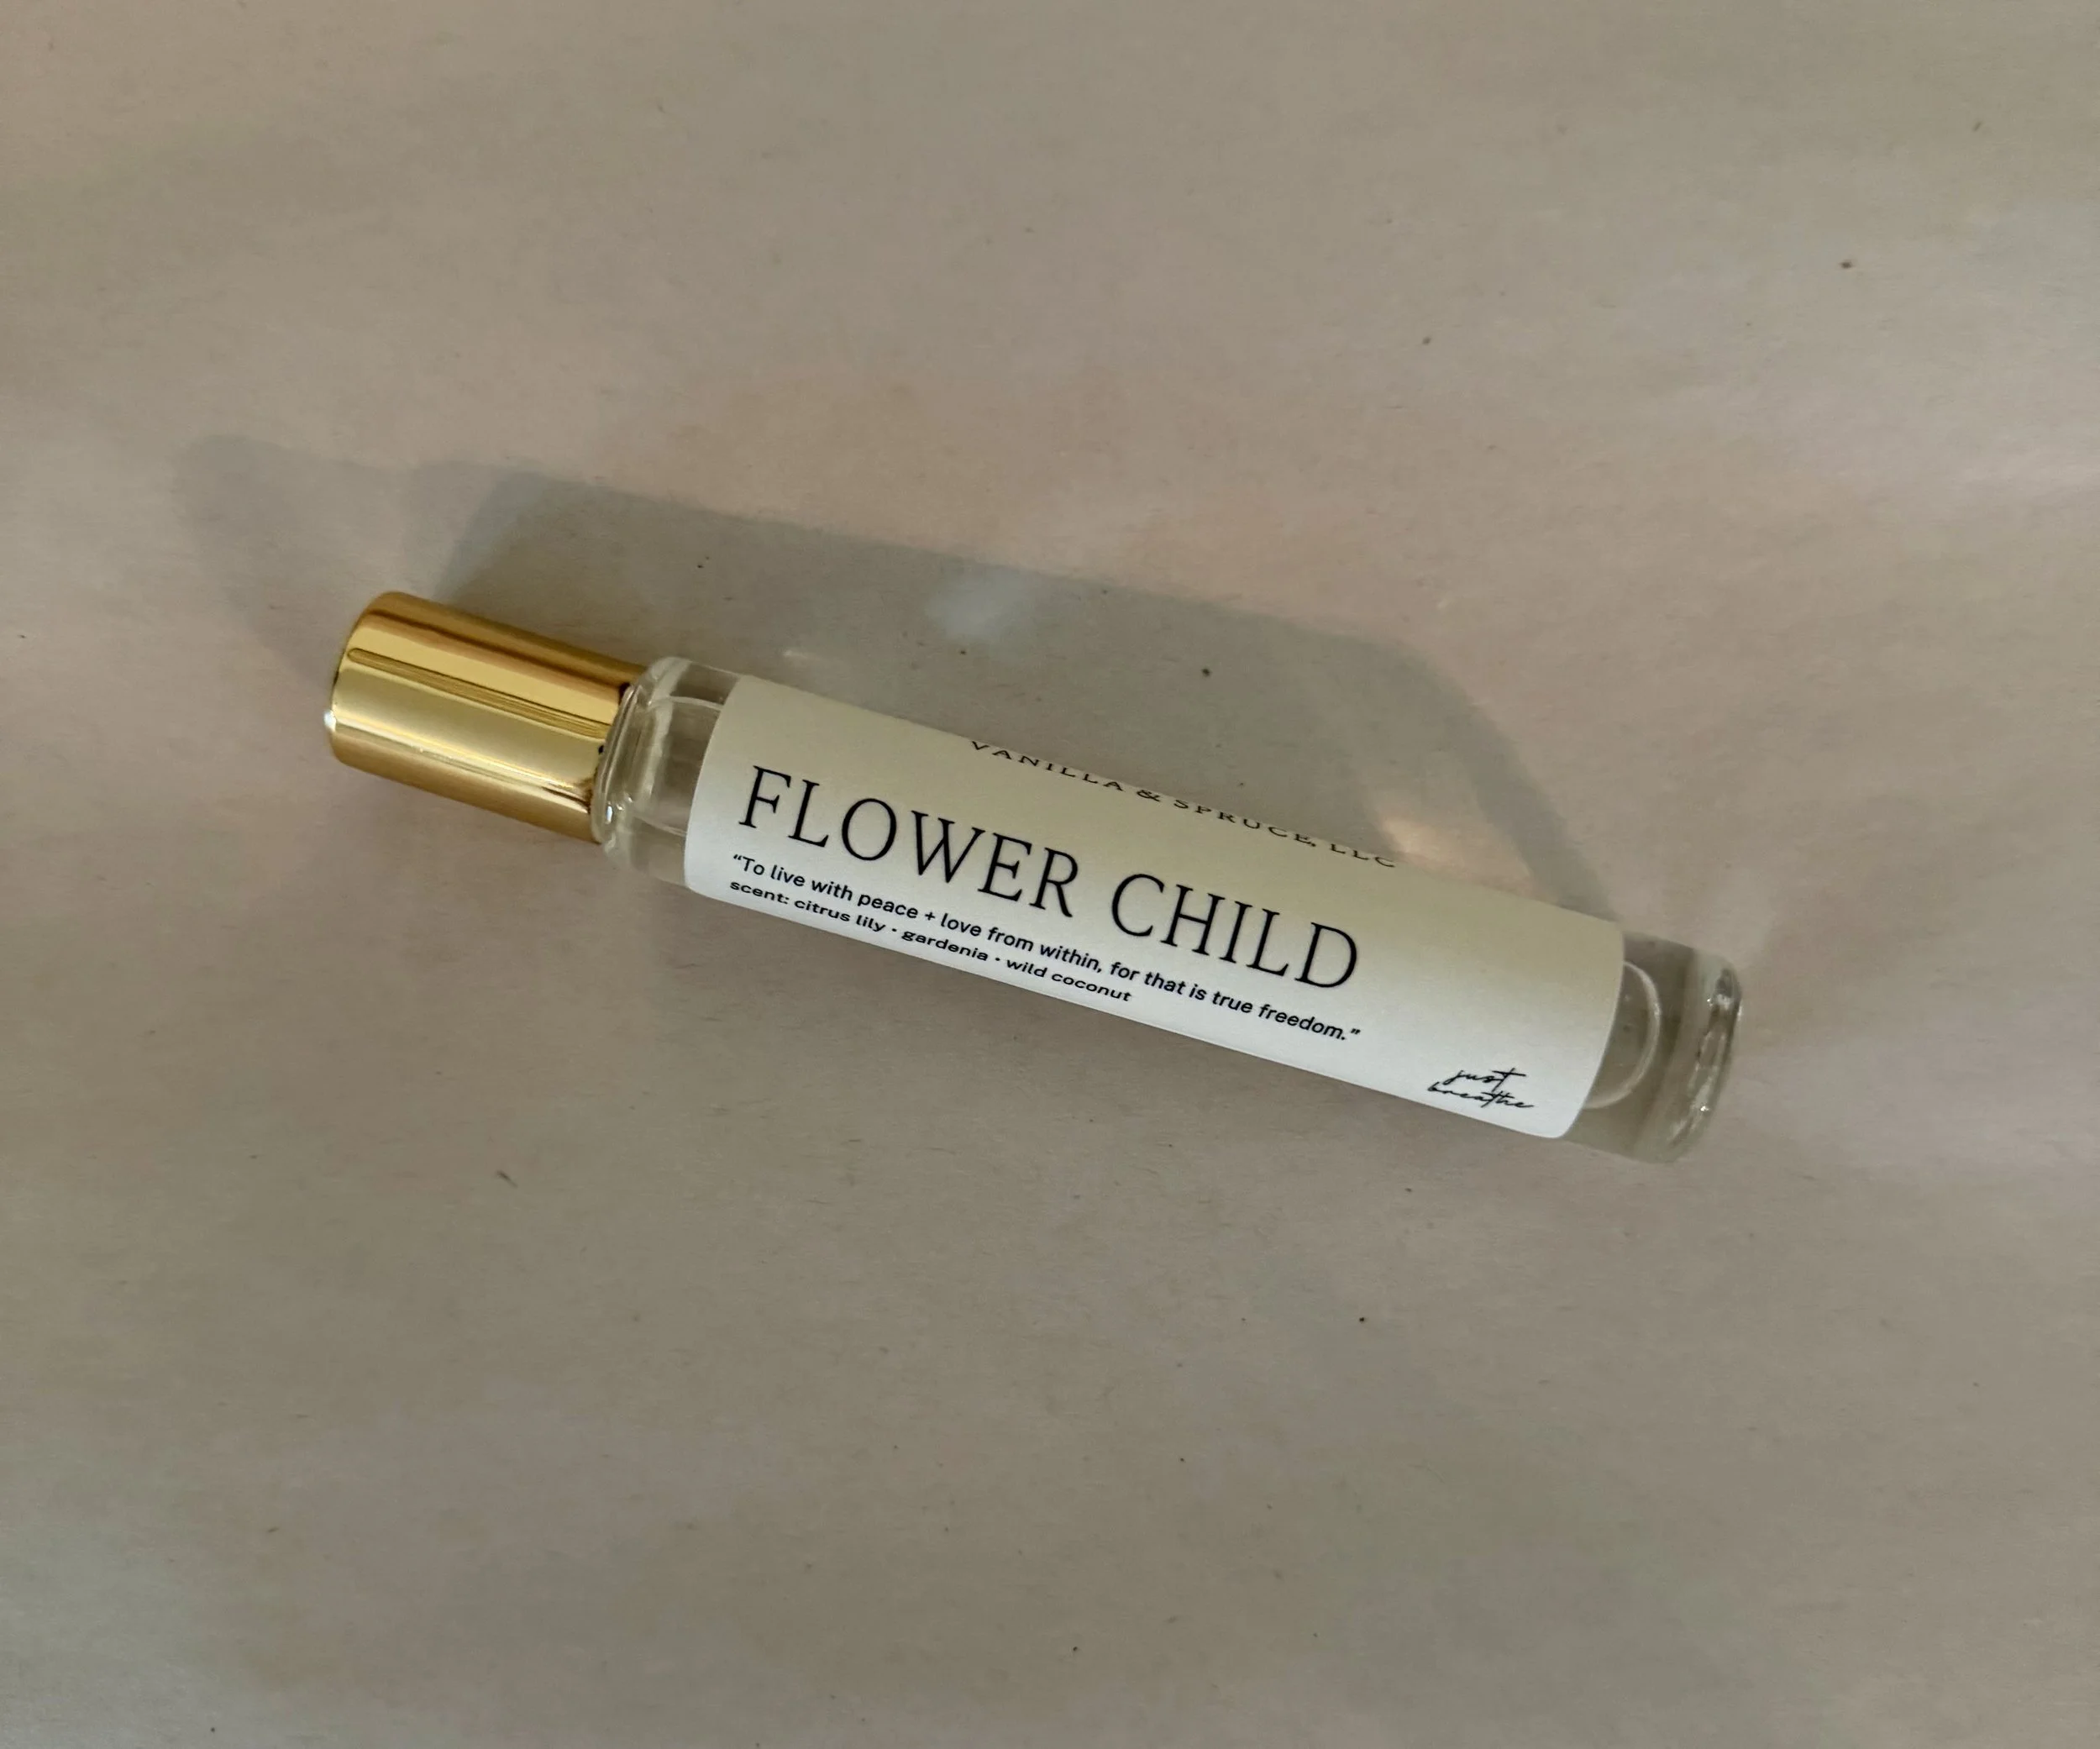 VANILLA & SPRUCE, LLC
FLOWER CHILD
“To live with peace + love from within, for that is true freedom.”
scent: citrus lily · gardenia · wild coconut
just
breathe